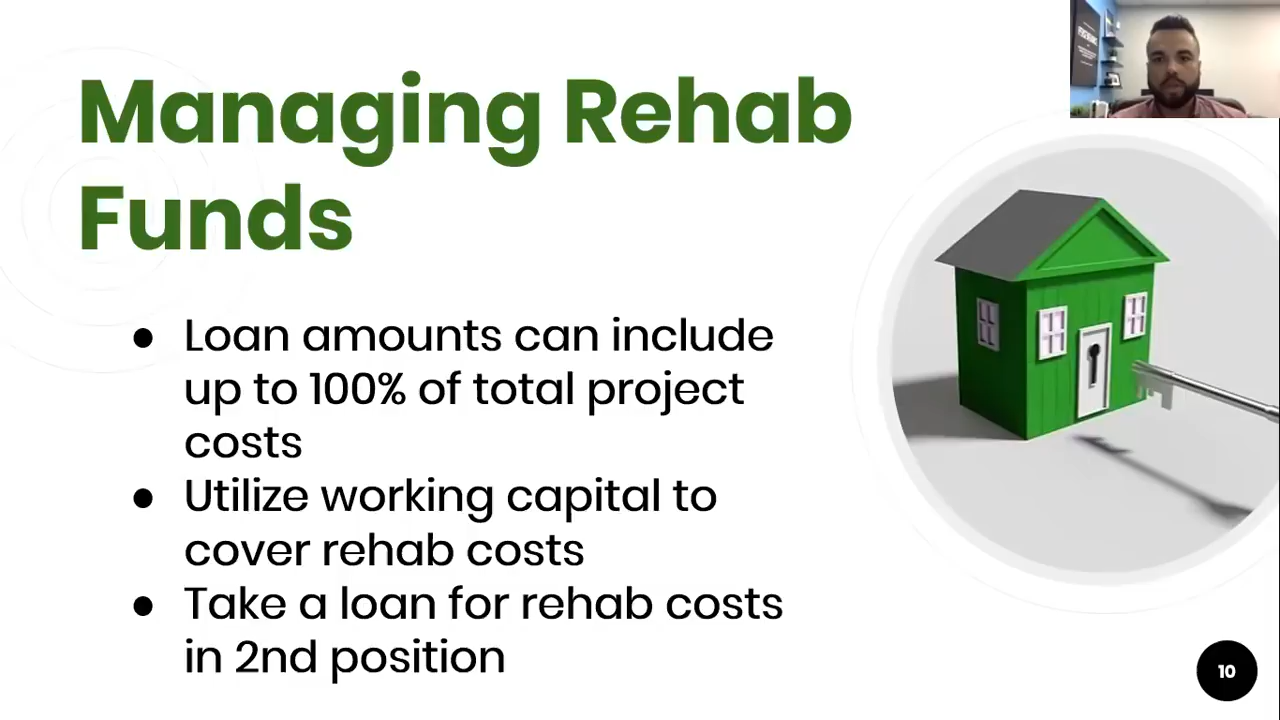 Managing Rehab
Funds
● Loan amounts can include
up to 100% of total project
costs
● Utilize working capital to
cover rehab costs
● Take a loan for rehab costs
in 2nd position
10